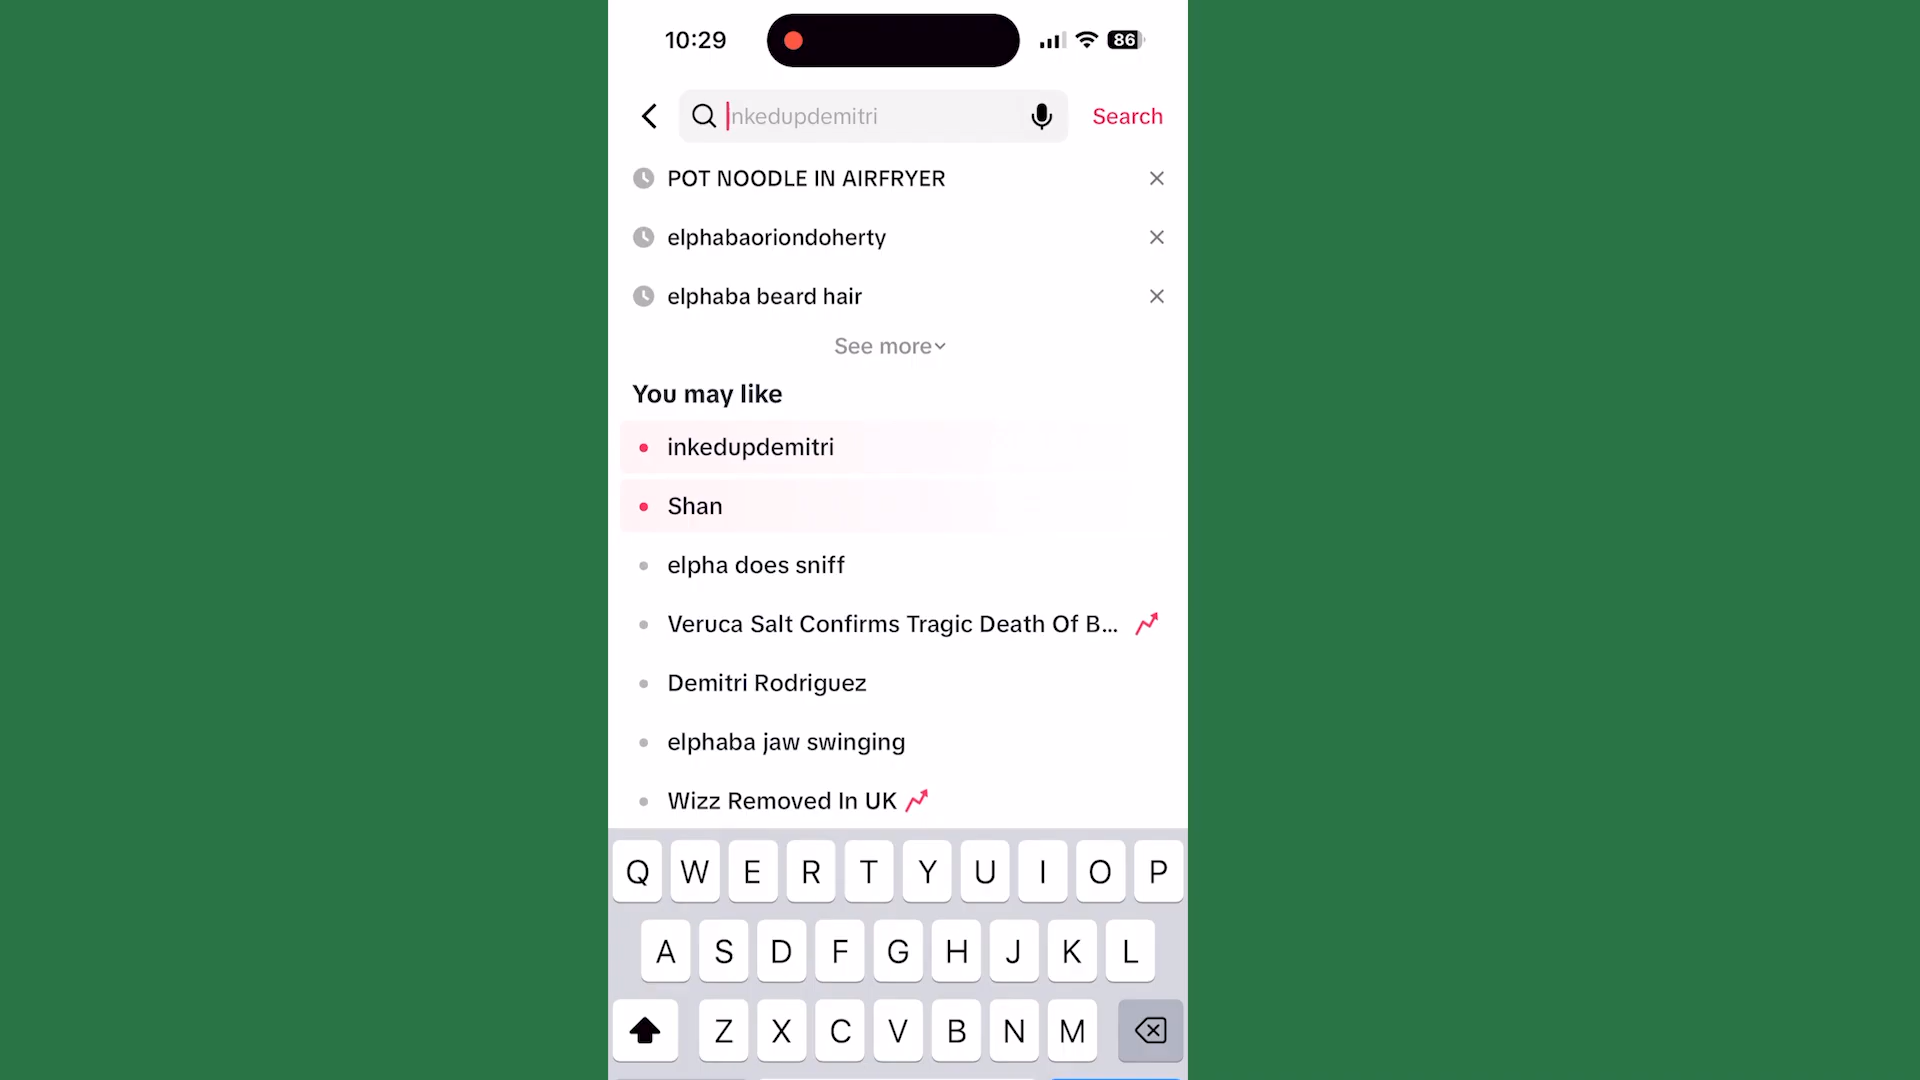 10:29
86
nkedupdemitri
Search
POT NOODLE IN AIRFRYER
elphabaoriondoherty
elphaba beard hair
See more
You may like
inkedupdemitri
Shan
elpha does sniff
Veruca Salt Confirms Tragic Death Of B...
Demitri Rodriguez
elphaba jaw swinging
Wizz Removed In UK
Q W E R T Y U I O P
A S D F G H J K L
Z X C V B N M